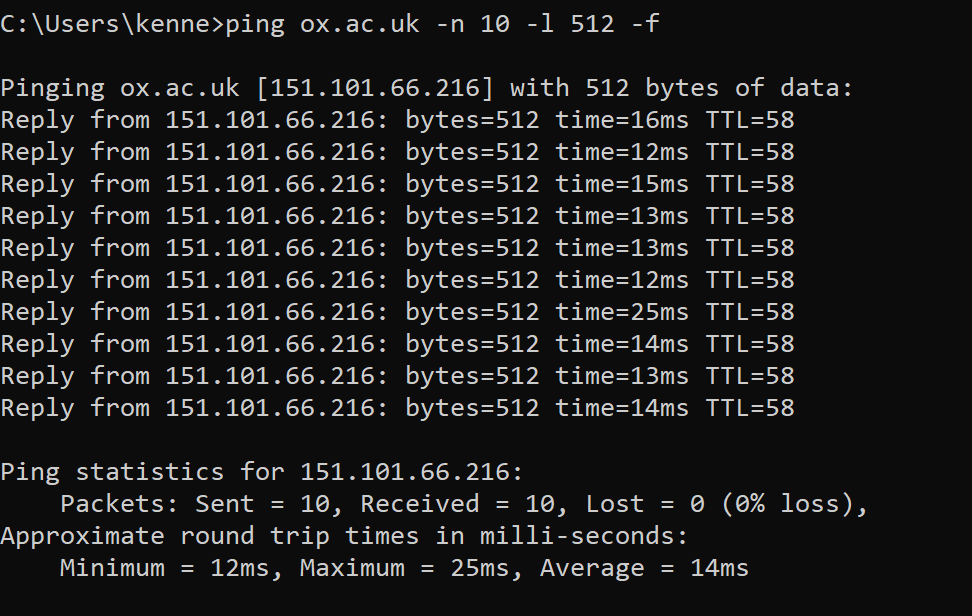 C:\Users\kenne>ping ox.ac.uk -n 10 -l 512 -f
Pinging ox.ac.uk [151.101.66.216] with 512 bytes of data:
Reply from 151.101.66.216: bytes=512 time=16ms TTL=58
Reply from 151.101.66.216: bytes=512 time=12ms TTL=58
Reply from 151.101.66.216: bytes=512 time=15ms TTL=58
Reply from 151.101.66.216: bytes=512 time=13ms TTL=58
Reply from 151.101.66.216: bytes=512 time=13ms TTL=58
Reply from 151.101.66.216: bytes=512 time=12ms TTL=58
Reply from 151.101.66.216: bytes=512 time=25ms TTL=58
Reply from 151.101.66.216: bytes=512 time=14ms TTL=58
Reply from 151.101.66.216: bytes=512 time=13ms TTL=58
Reply from 151.101.66.216: bytes=512 time=14ms TTL=58
Ping statistics for 151.101.66.216:
    Packets: Sent = 10, Received = 10, Lost = 0 (0% loss),
Approximate round trip times in milli-seconds:
    Minimum = 12ms, Maximum = 25ms, Average = 14ms